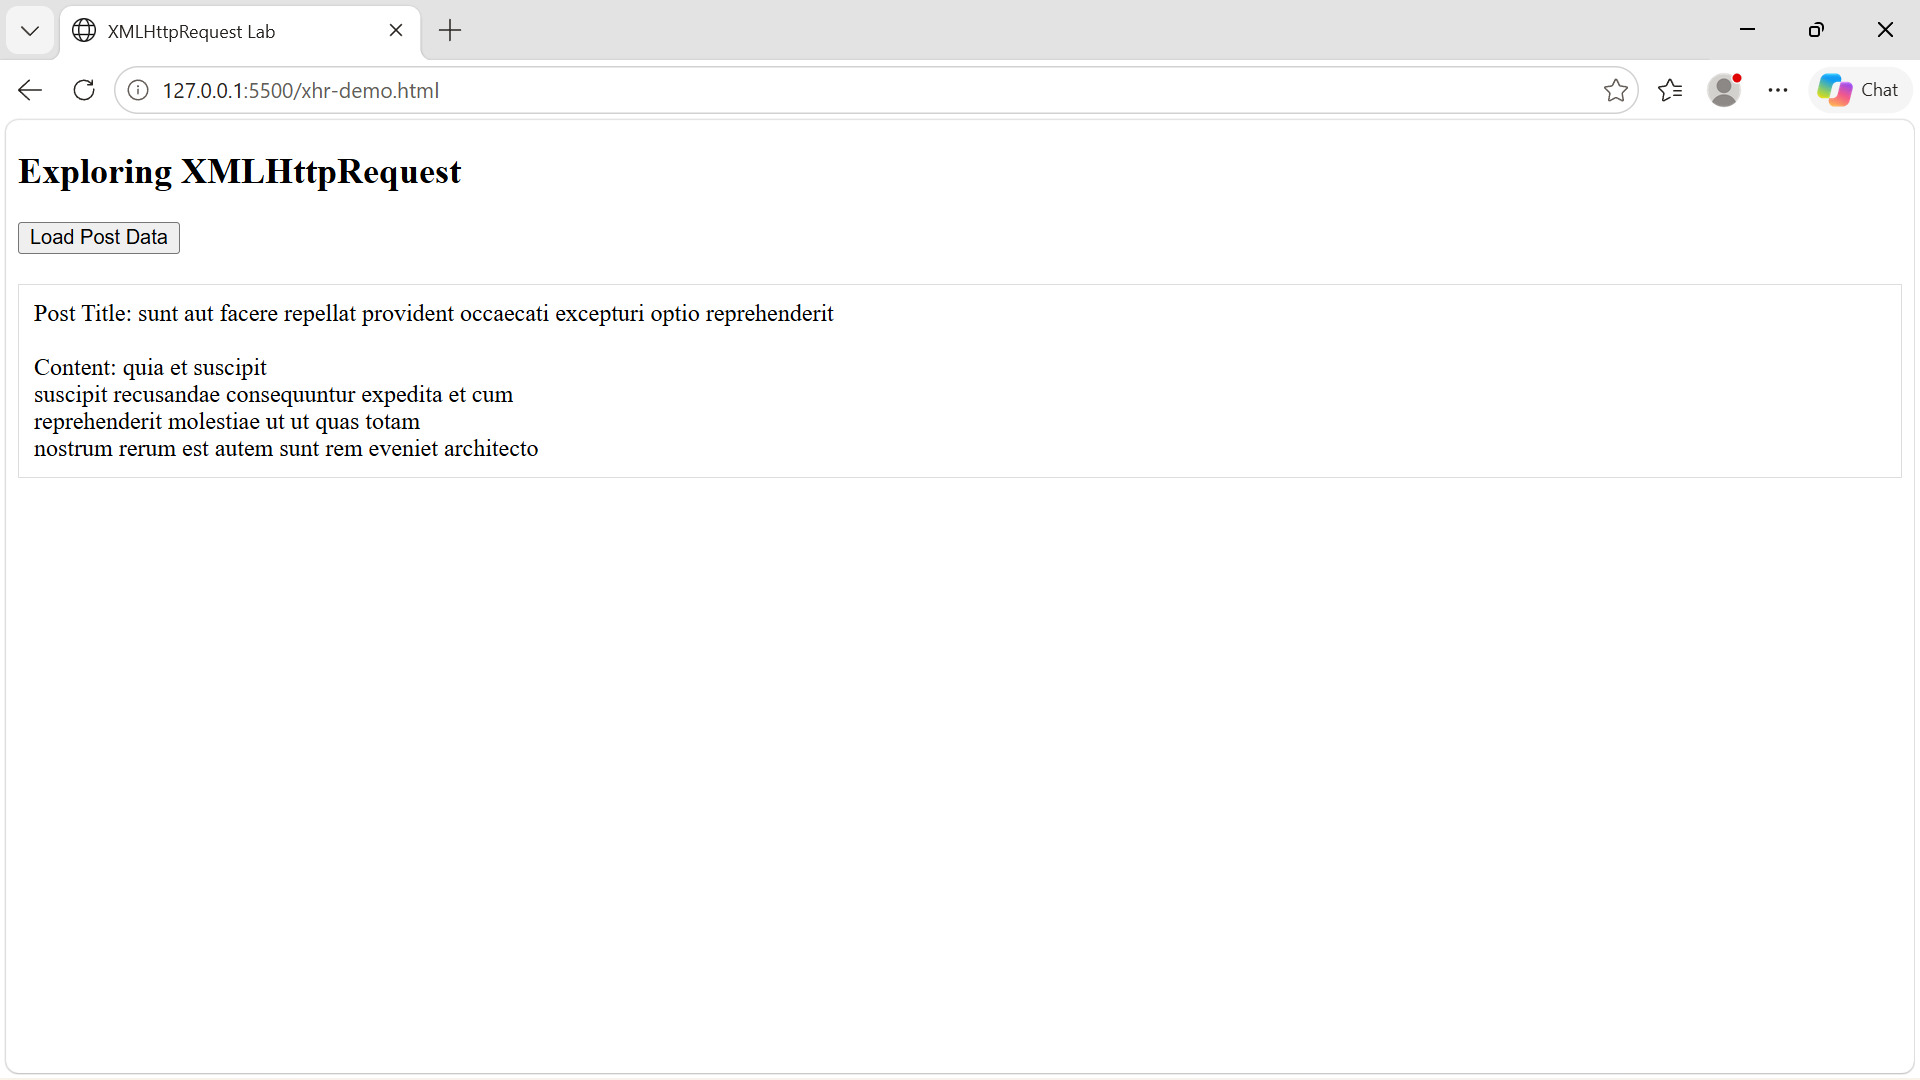 XMLHttpRequest Lab
127.0.0.1:5500/xhr-demo.html
Chat
Exploring XMLHttpRequest
Load Post Data
Post Title: sunt aut facere repellat provident occaecati excepturi optio reprehenderit
Content: quia et suscipit
suscipit recusandae consequuntur expedita et cum
reprehenderit molestiae ut ut quas totam
nostrum rerum est autem sunt rem eveniet architecto